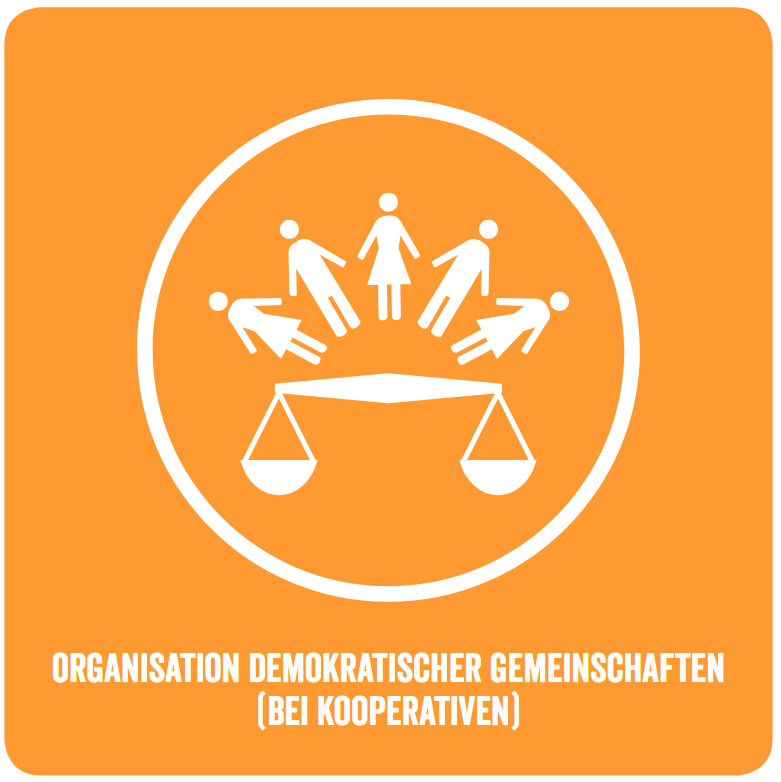 ORGANISATION DEMOKRATISCHER GEMEINSCHAFTEN
(BEI KOOPERATIVEN)